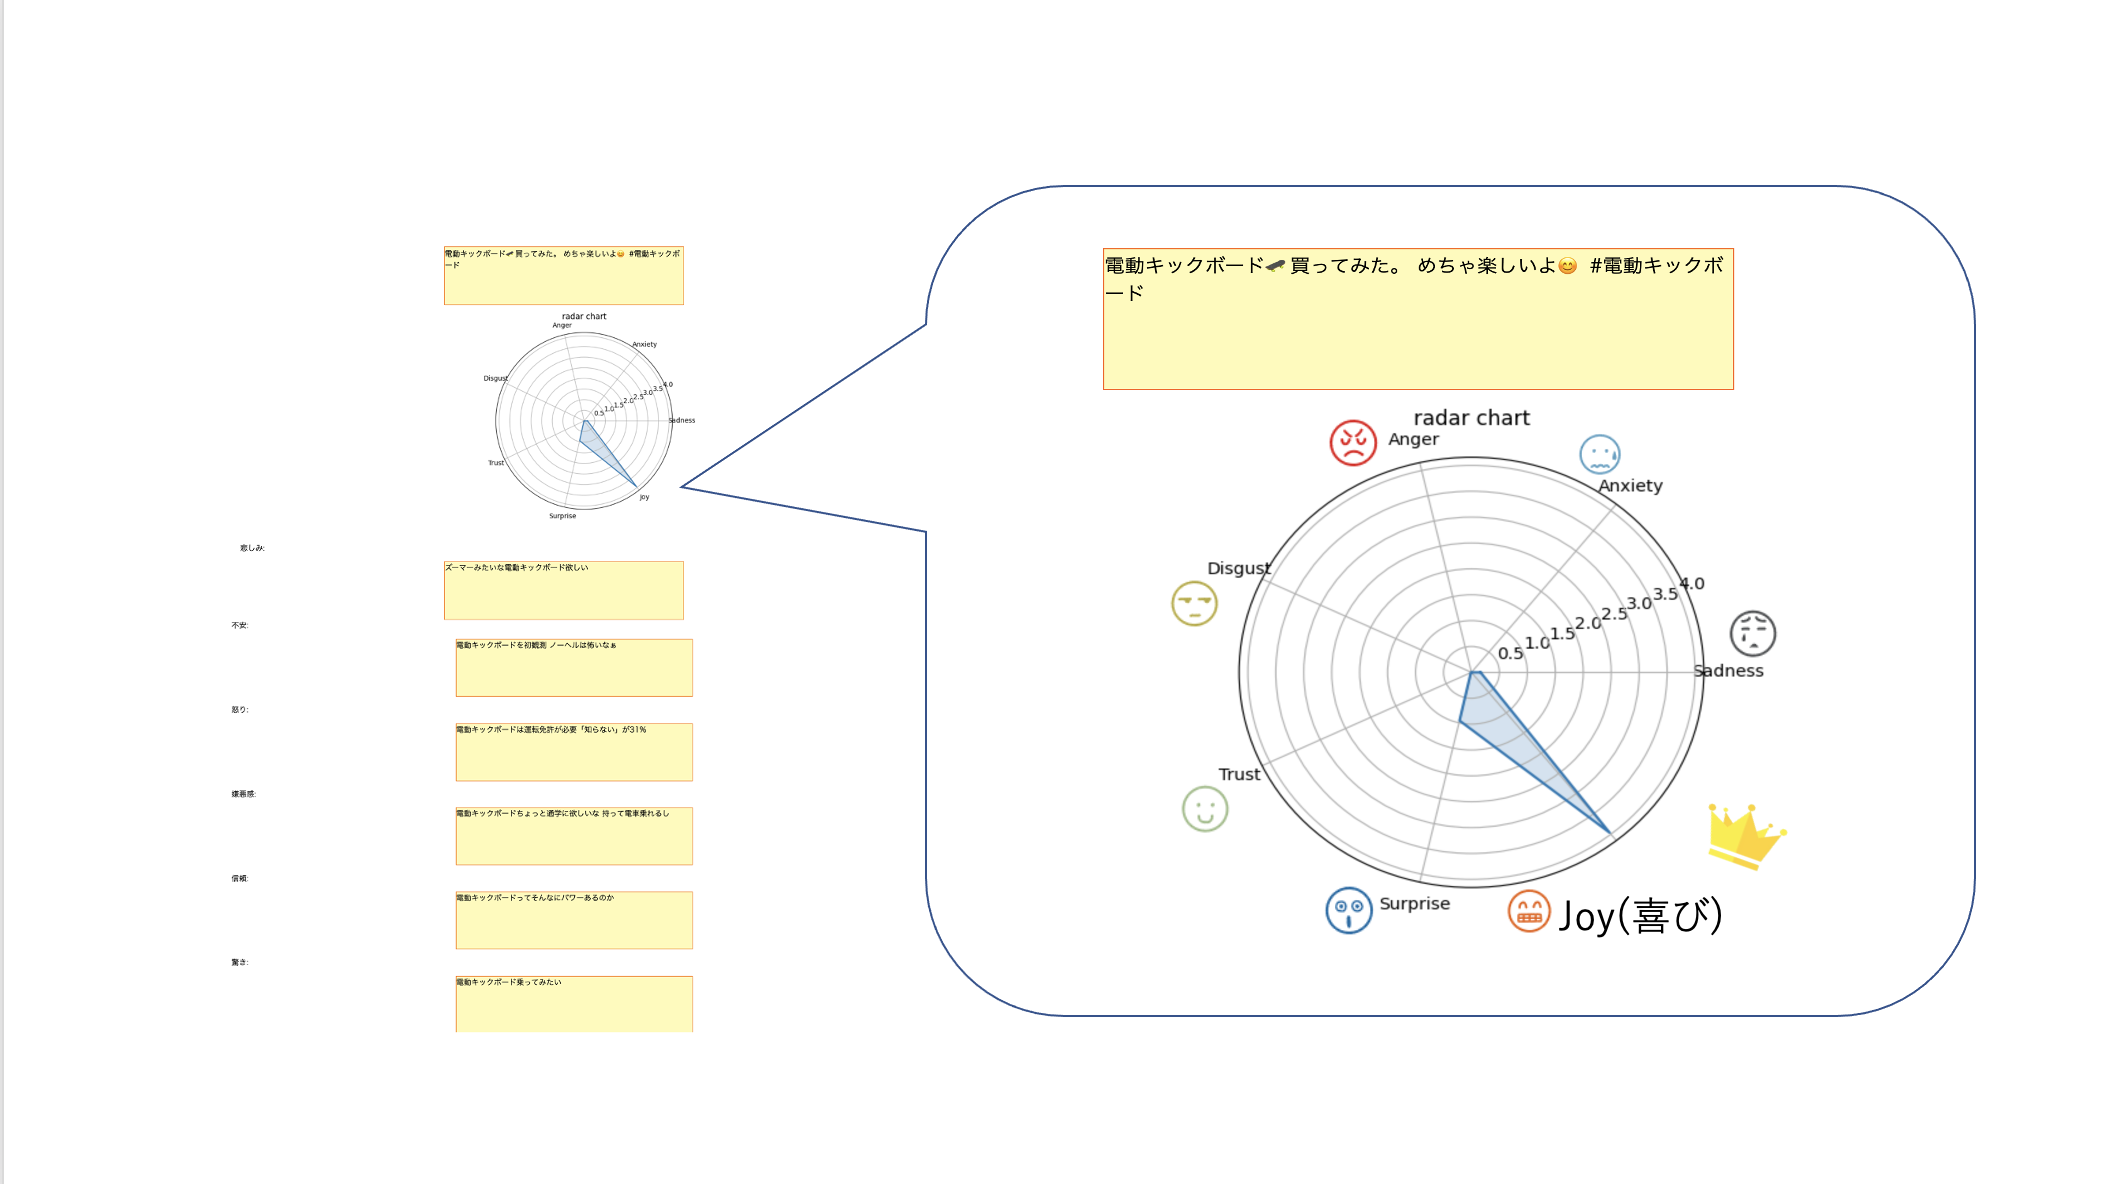 電動キックボード🛹買ってみた。 めちゃ楽しいよ😊 #電動キックボ
ード
radar chart
Anger
Anxiety
Disgust
4.0
3.5
3.0
2.5
2.0
1.5
1.0
0.5
Sadness
Trust
Joy
Surprise
悲しみ:
ズーマーみたいな電動キックボード欲しい
不安:
電動キックボードを初観測 ノーヘルは怖いなぁ
怒り:
電動キックボードは運転免許が必要「知らない」が31%
嫌悪感:
電動キックボードちょっと通学に欲しいな 持って電車乗れるし
信頼:
電動キックボードってそんなにパワーあるのか
驚き:
電動キックボード乗ってみたい
電動キックボード🛹買ってみた。 めちゃ楽しいよ😊 #電動キックボ
ード
radar chart
Anger
Anxiety
Disgust
4.0
3.5
3.0
2.5
2.0
1.5
1.0
0.5
Sadness
Trust
Surprise
Joy(喜び)